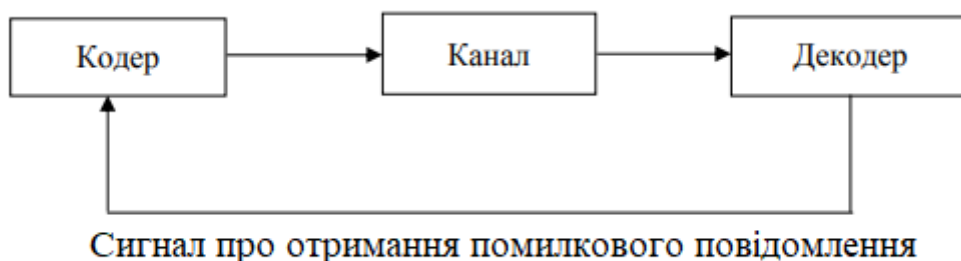 Кодер
Канал
Декодер
Сигнал про отримання помилкового повідомлення